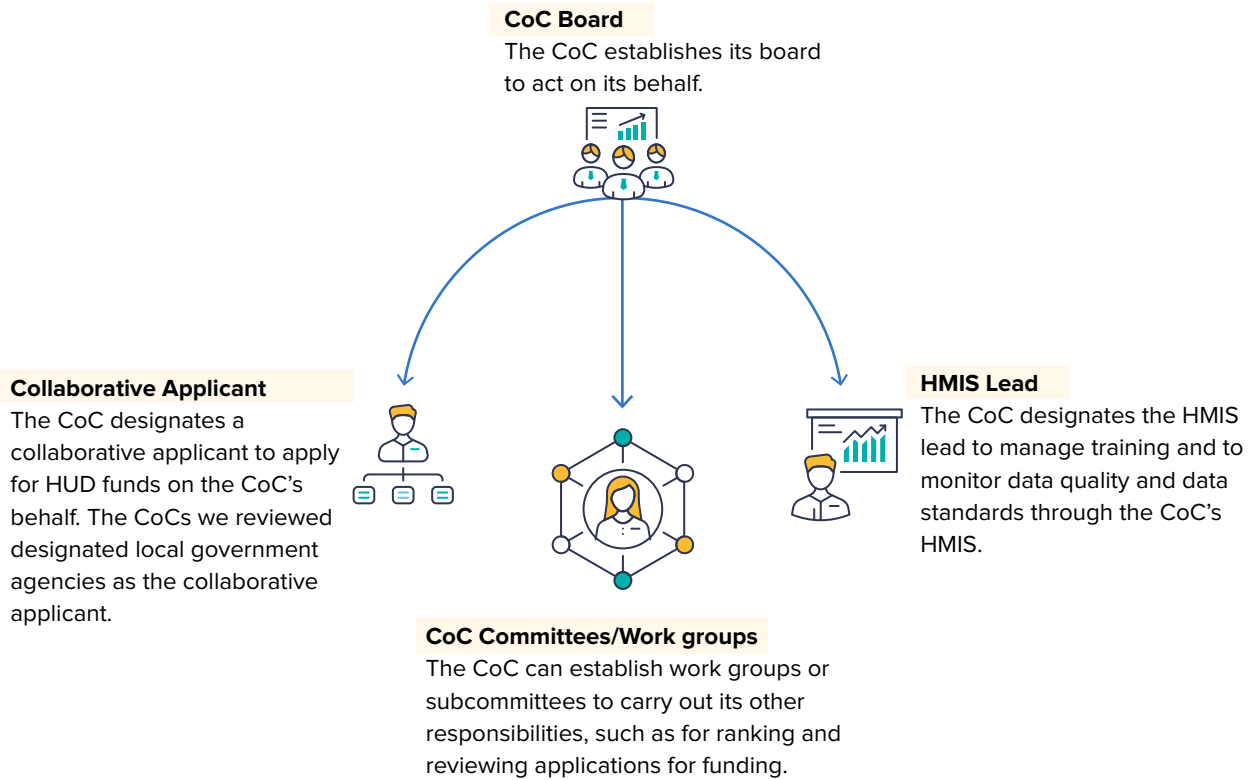 CoC Board
The CoC establishes its board
to act on its behalf.
Collaborative Applicant
The CoC designates a
collaborative applicant to apply
for HUD funds on the CoC’s
behalf. The CoCs we reviewed
designated local government
agencies as the collaborative
applicant.
HMIS Lead
The CoC designates the HMIS
lead to manage training and to
monitor data quality and data
standards through the CoC’s
HMIS.
CoC Committees/Work groups
The CoC can establish work groups or
subcommittees to carry out its other
responsibilities, such as for ranking and
reviewing applications for funding.